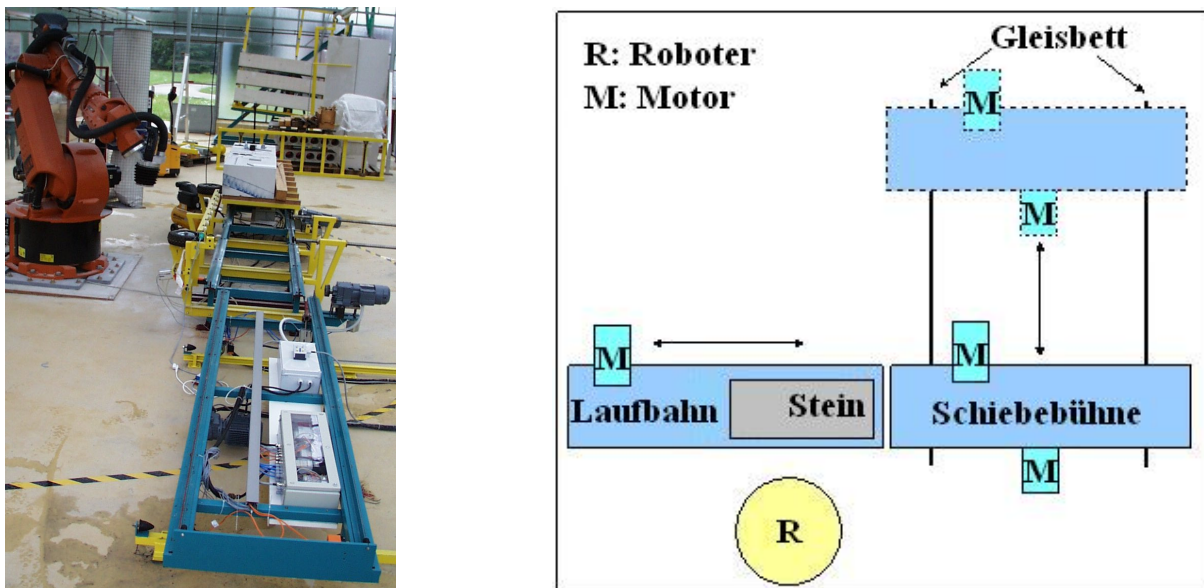 R: Roboter
M: Motor
Gleisbett
M
M
M
M
Laufbahn
Stein
Schiebebühne
M
R